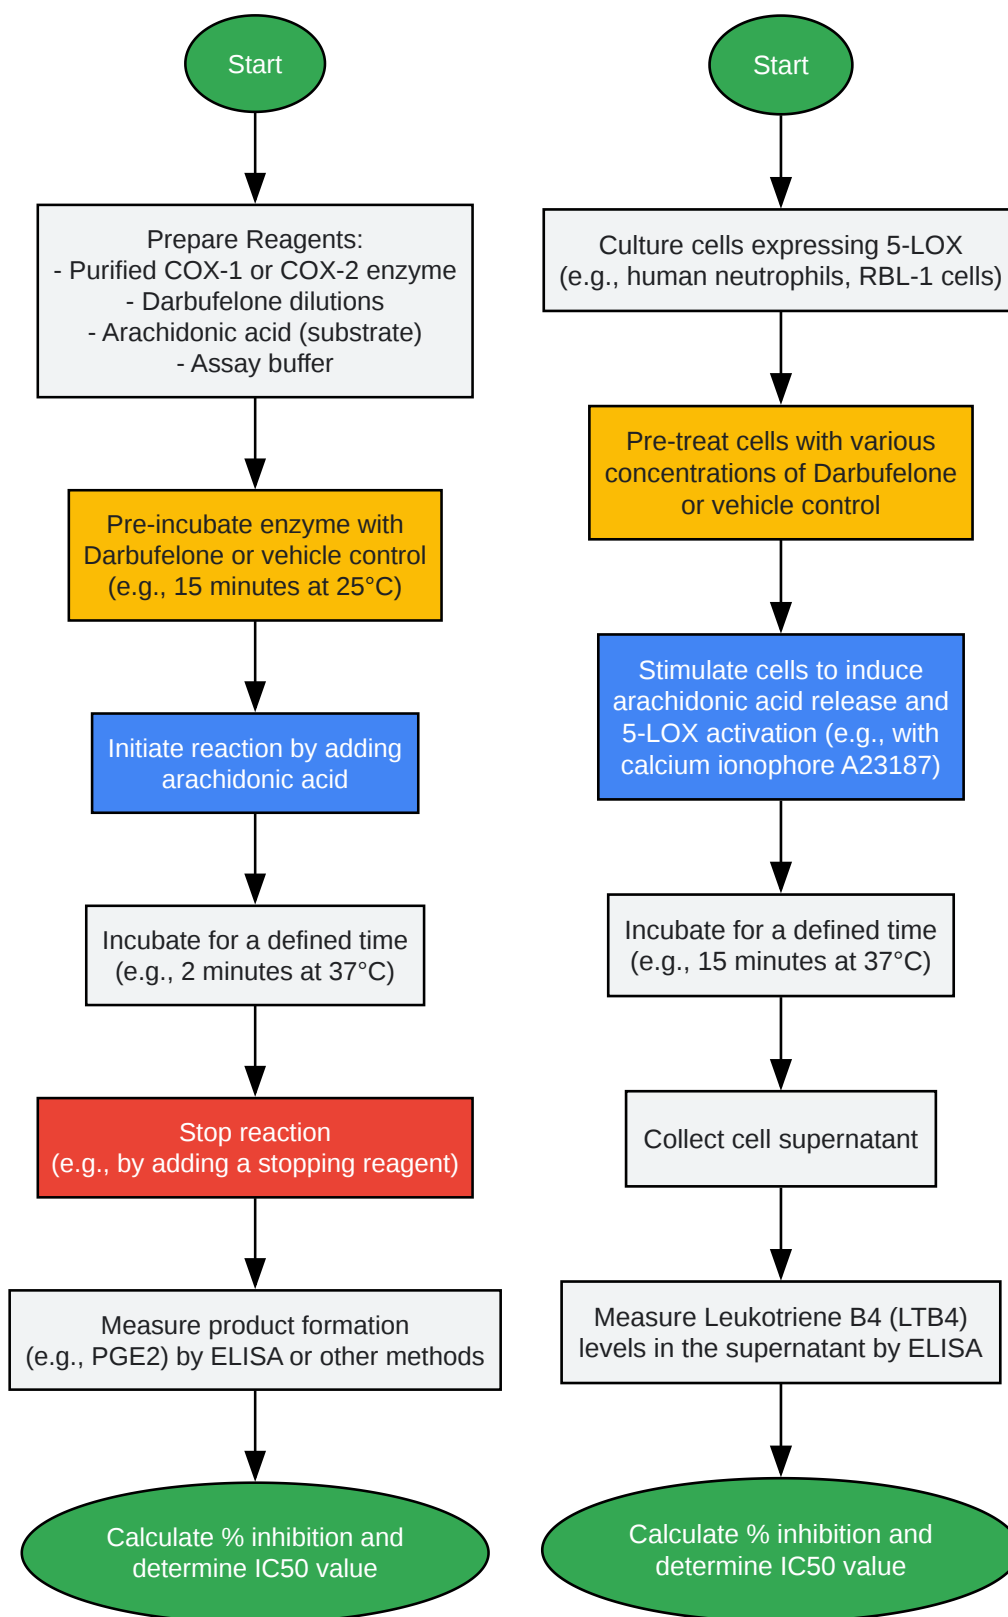 Start
Prepare Reagents:
- Purified COX-1 or COX-2 enzyme
- Darbufelone dilutions
- Arachidonic acid (substrate)
- Assay buffer
Pre-incubate enzyme with
Darbufelone or vehicle control
(e.g., 15 minutes at 25°C)
Initiate reaction by adding
arachidonic acid
Incubate for a defined time
(e.g., 2 minutes at 37°C)
Stop reaction
(e.g., by adding a stopping reagent)
Measure product formation
(e.g., PGE2) by ELISA or other methods
Calculate % inhibition and
determine IC50 value
Start
Culture cells expressing 5-LOX
(e.g., human neutrophils, RBL-1 cells)
Pre-treat cells with various
concentrations of Darbufelone
or vehicle control
Stimulate cells to induce
arachidonic acid release and
5-LOX activation (e.g., with
calcium ionophore A23187)
Incubate for a defined time
(e.g., 15 minutes at 37°C)
Collect cell supernatant
Measure Leukotriene B4 (LTB4)
levels in the supernatant by ELISA
Calculate % inhibition and
determine IC50 value